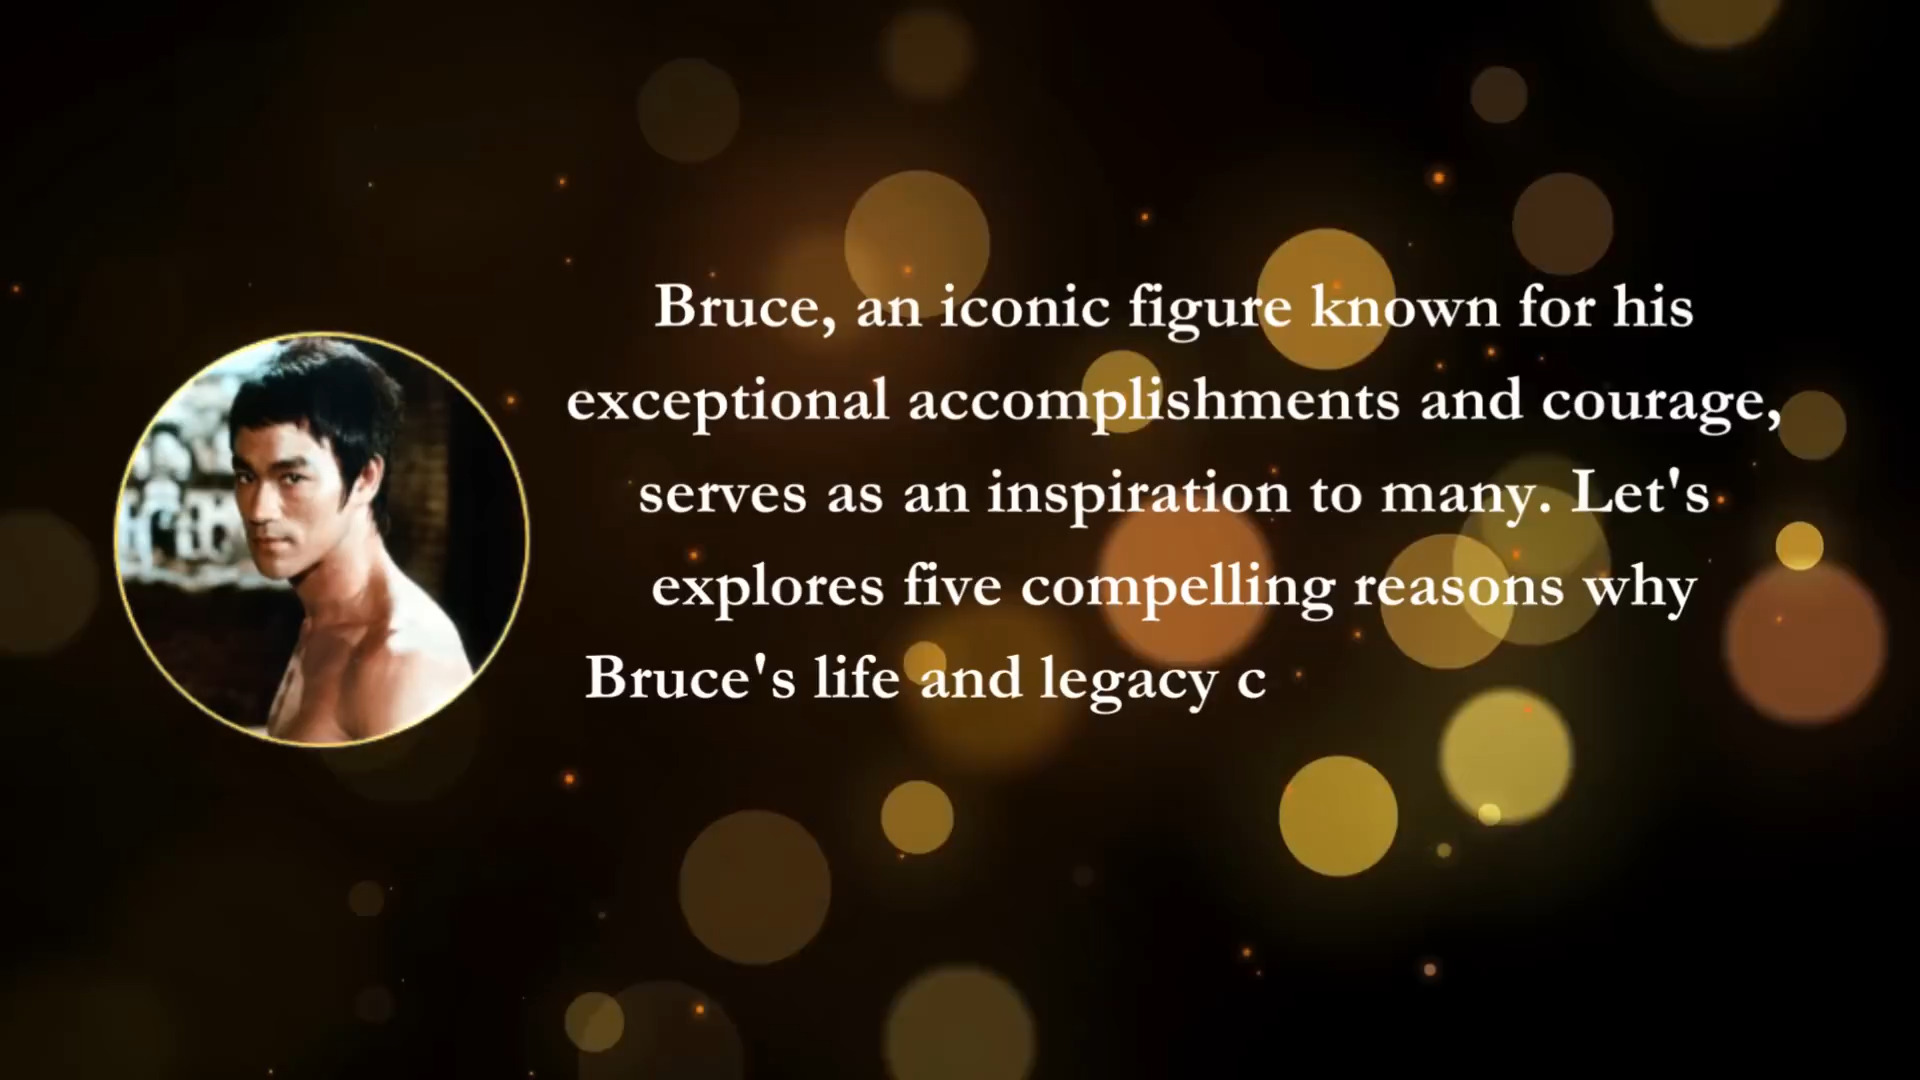 Bruce, an iconic figure known for his
exceptional accomplishments and courage,
serves as an inspiration to many. Let's
explores five compelling reasons why
Bruce's life and legacy c